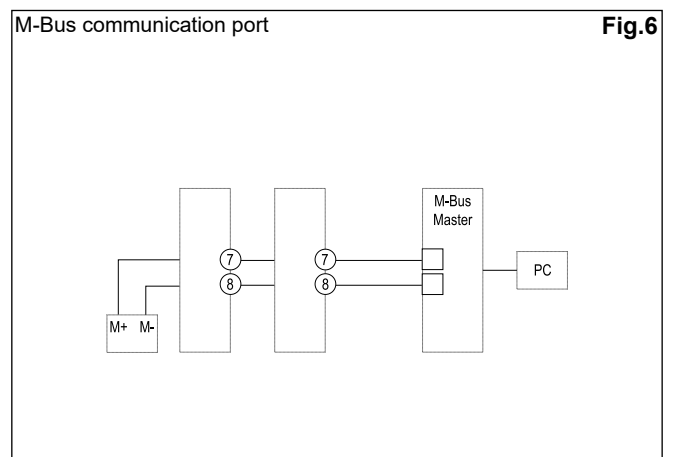 M-Bus communication port
Fig.6
M-Bus
Master
7
7
PC
8
8
M+ M-